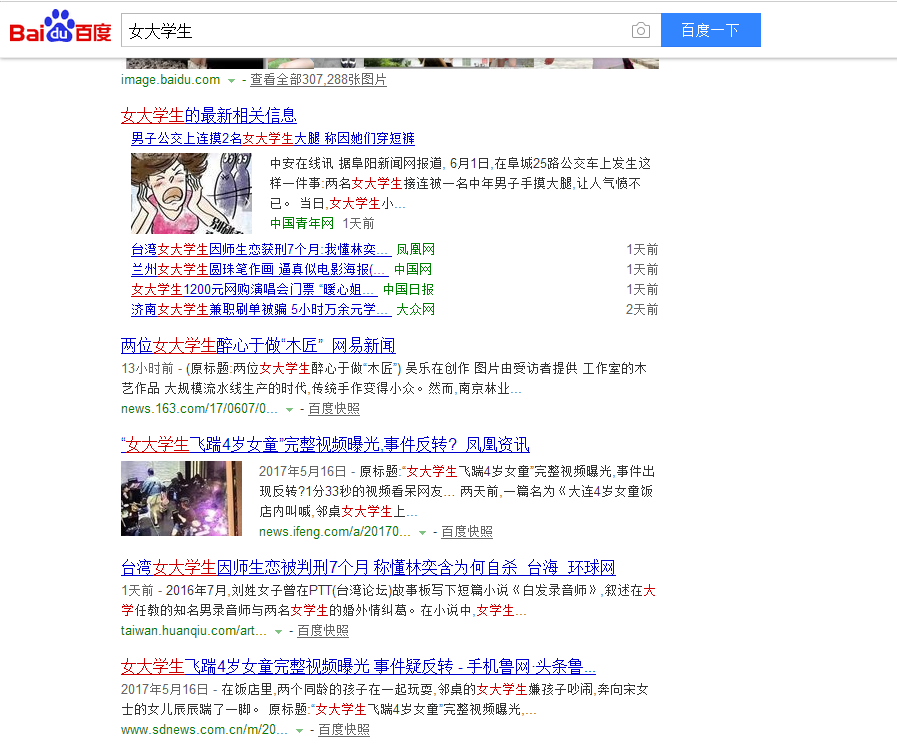 Bai du 百度
女大学生
百度一下
image.baidu.com - 查看全部307,288张图片
女大学生的最新相关信息
男子公交上连摸2名女大学生大腿 称因她们穿短裤
中安在线讯 据阜阳新闻网报道, 6月1日,在阜城25路公交车上发生这
样一件事:两名女大学生接连被一名中年男子手摸大腿,让人气愤不
已。 当日,女大学生小...
中国青年网 1天前
台湾女大学生因师生恋获刑7个月:我懂林奕... 凤凰网 1天前
兰州女大学生圆珠笔作画 逼真似电影海报(... 中国网 1天前
女大学生1200元网购演唱会门票 “暖心姐... 中国日报 1天前
济南女大学生兼职刷单被骗 5小时万余元学... 大众网 2天前
两位女大学生醉心于做“木匠”_网易新闻
13小时前 - (原标题:两位女大学生醉心于做“木匠”) 吴乐在创作 图片由受访者提供 工作室的木
艺作品 大规模流水线生产的时代,传统手作变得小众。然而,南京林业...
news.163.com/17/0607/0... - 百度快照
“女大学生飞踹4岁女童”完整视频曝光,事件反转?_凤凰资讯
2017年5月16日 - 原标题:“女大学生飞踹4岁女童”完整视频曝光,事件出
现反转?1分33秒的视频看呆网友... 两天前,一篇名为《大连4岁女童饭
店内叫喊,邻桌女大学生上...
news.ifeng.com/a/20170... - 百度快照
台湾女大学生因师生恋被判刑7个月 称懂林奕含为何自杀_台海_环球网
1天前 - 2016年7月,刘姓女子曾在PTT(台湾论坛)故事板写下短篇小说《白发录音师》,叙述在大
学任教的知名男录音师与两名女学生的婚外情纠葛。在小说中,女学生...
taiwan.huanqiu.com/art... - 百度快照
女大学生飞踹4岁女童完整视频曝光 事件疑反转 - 手机鲁网·头条鲁...
2017年5月16日 - 在饭店里,两个同龄的孩子在一起玩耍,邻桌的女大学生嫌孩子吵闹,奔向宋女
士的女儿辰辰踹了一脚。 原标题:“女大学生飞踹4岁女童”完整视频曝光,...
www.sdnews.com.cn/m/20... - 百度快照